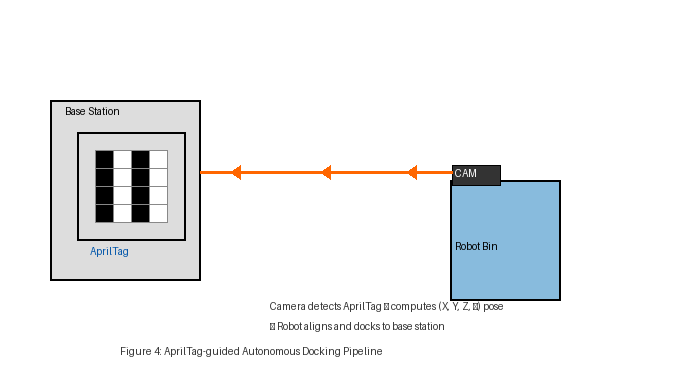 Base Station
CAM
Robot Bin
AprilTag
Camera detects AprilTag computes (X, Y, Z, ) pose
Robot aligns and docks to base station
Figure 4: AprilTag-guided Autonomous Docking Pipeline